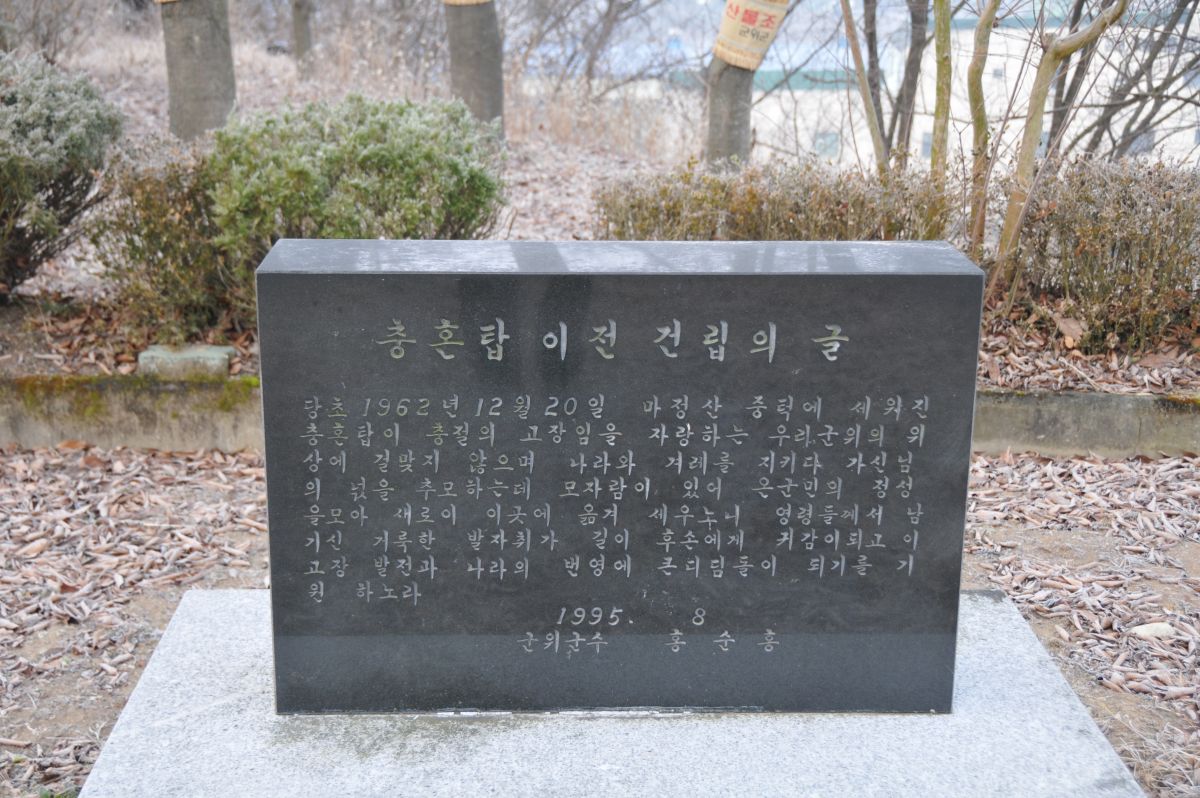 산불조
군위군
충혼탑 이전 건립의 글
당초 1962년 12월 20일 마정산 중턱에 세워진
충혼탑이 충절의 고장임을 자랑하는 우리군위의 위
상에 걸맞지 않으며 나라와 겨레를 지키다 가신님
의 넋을 추모하는데 모자람이 있어 온군민의 정성
을모아 새로이 이곳에 옮겨 세우노니 영령들께서 남
기신 거룩한 발자취가 길이 후손에게 귀감이되고 이
고장 발전과 나라의 번영에 큰디딤돌이 되기를 기
원 하노라
1995. 8
군위군수 홍순홍